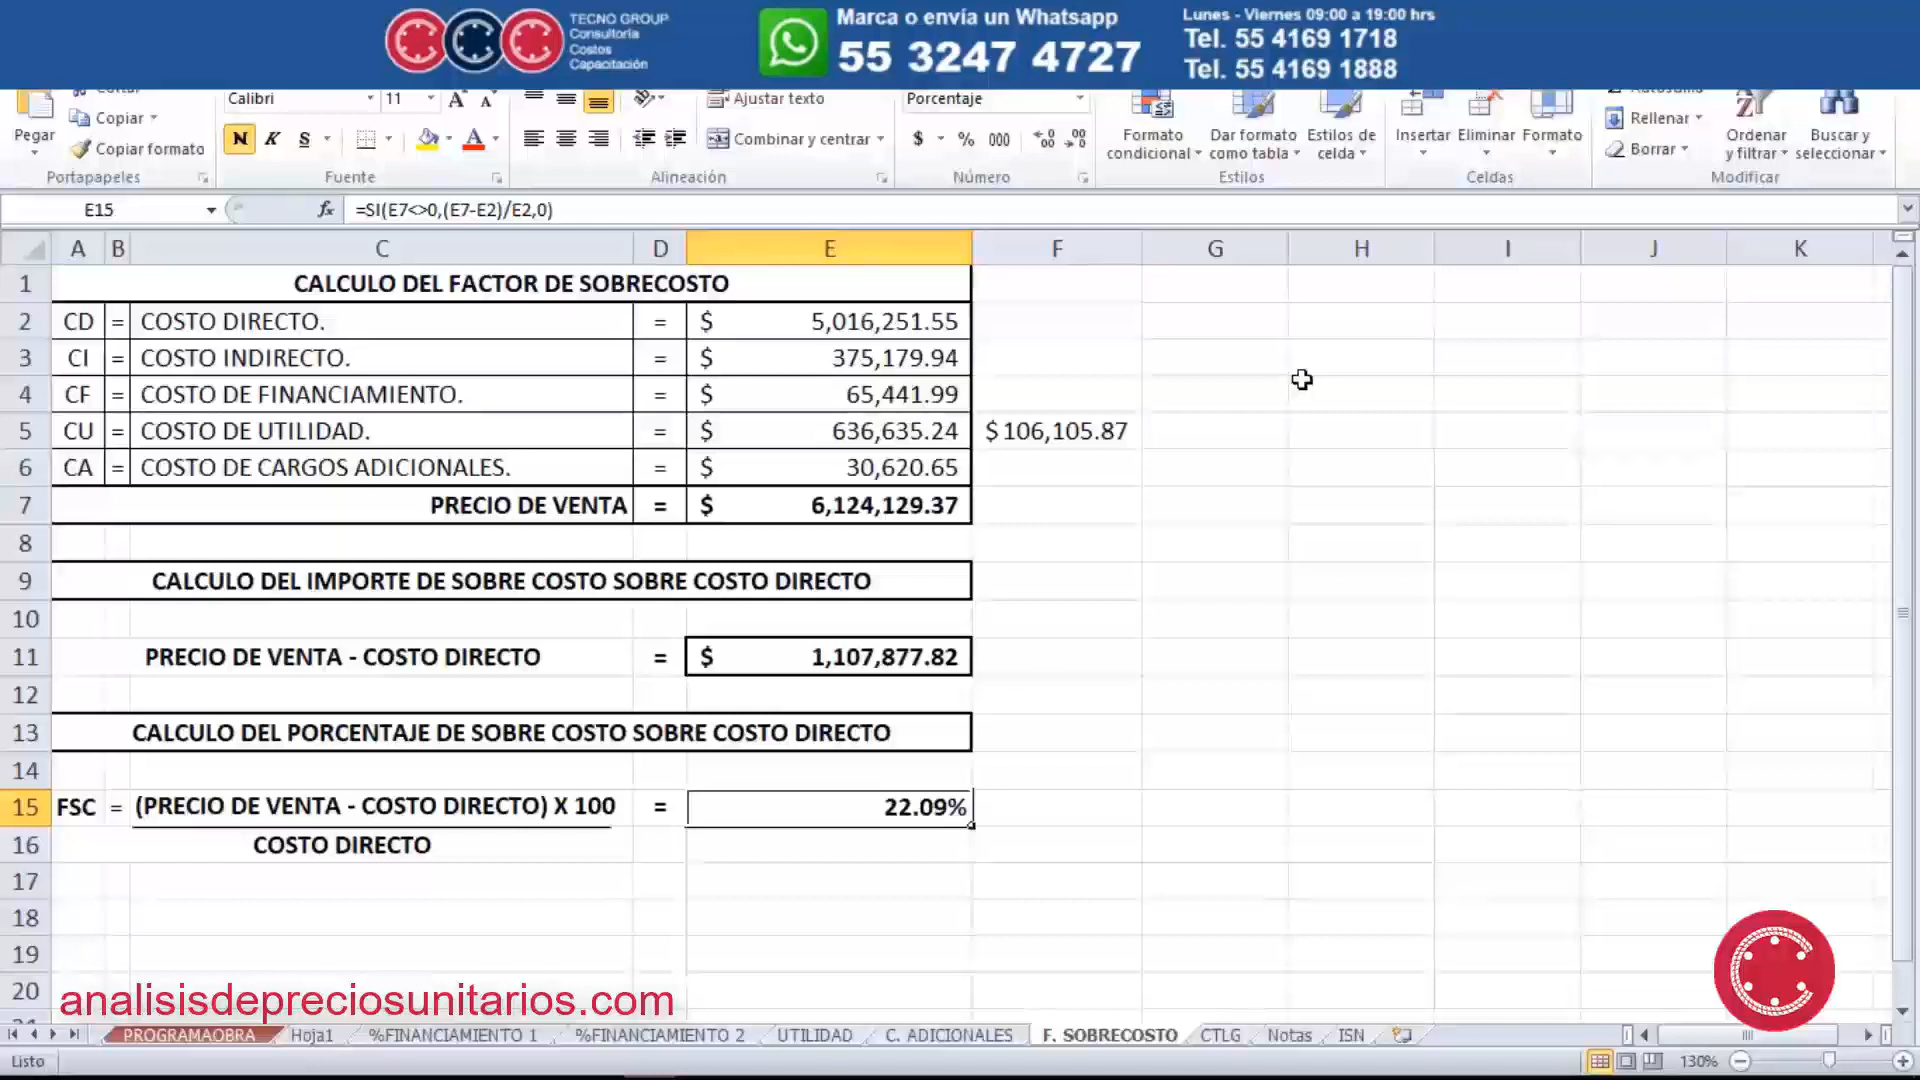 TECNO GROUP
Consultoría
Costos
Capacitación
Marca o envía un Whatsapp
55 3247 4727
Lunes - Viernes 09:00 a 19:00 hrs
Tel. 55 4169 1718
Tel. 55 4169 1888
Calibri 11 A A Ajustar texto Porcentaje
Pegar Copiar N K S A Combinar y centrar $ % 000 Formato condicional Dar formato como tabla Estilos de celda Insertar Eliminar Formato Rellenar Ordenar y filtrar Buscar y seleccionar
Copiar formato Borrar
Portapapeles Fuente Alineación Número Estilos Celdas Modificar
E15 fx =SI(E7<>0,(E7-E2)/E2,0)
A B C D E F G H I J K
1 CALCULO DEL FACTOR DE SOBRECOSTO
2 CD = COSTO DIRECTO. = $ 5,016,251.55
3 CI = COSTO INDIRECTO. = $ 375,179.94
4 CF = COSTO DE FINANCIAMIENTO. = $ 65,441.99
5 CU = COSTO DE UTILIDAD. = $ 636,635.24 $ 106,105.87
6 CA = COSTO DE CARGOS ADICIONALES. = $ 30,620.65
7 PRECIO DE VENTA = $ 6,124,129.37
8
9 CALCULO DEL IMPORTE DE SOBRE COSTO SOBRE COSTO DIRECTO
10
11 PRECIO DE VENTA - COSTO DIRECTO = $ 1,107,877.82
12
13 CALCULO DEL PORCENTAJE DE SOBRE COSTO SOBRE COSTO DIRECTO
14
15 FSC = (PRECIO DE VENTA - COSTO DIRECTO) X 100 = 22.09%
16 COSTO DIRECTO
17
18
19
20
analisisdepreciosunitarios.com
PROGRAMAOBRA Hoja1 %FINANCIAMIENTO 1 %FINANCIAMIENTO 2 UTILIDAD C. ADICIONALES F. SOBRECOSTO CTLG Notas ISN
Listo 130%